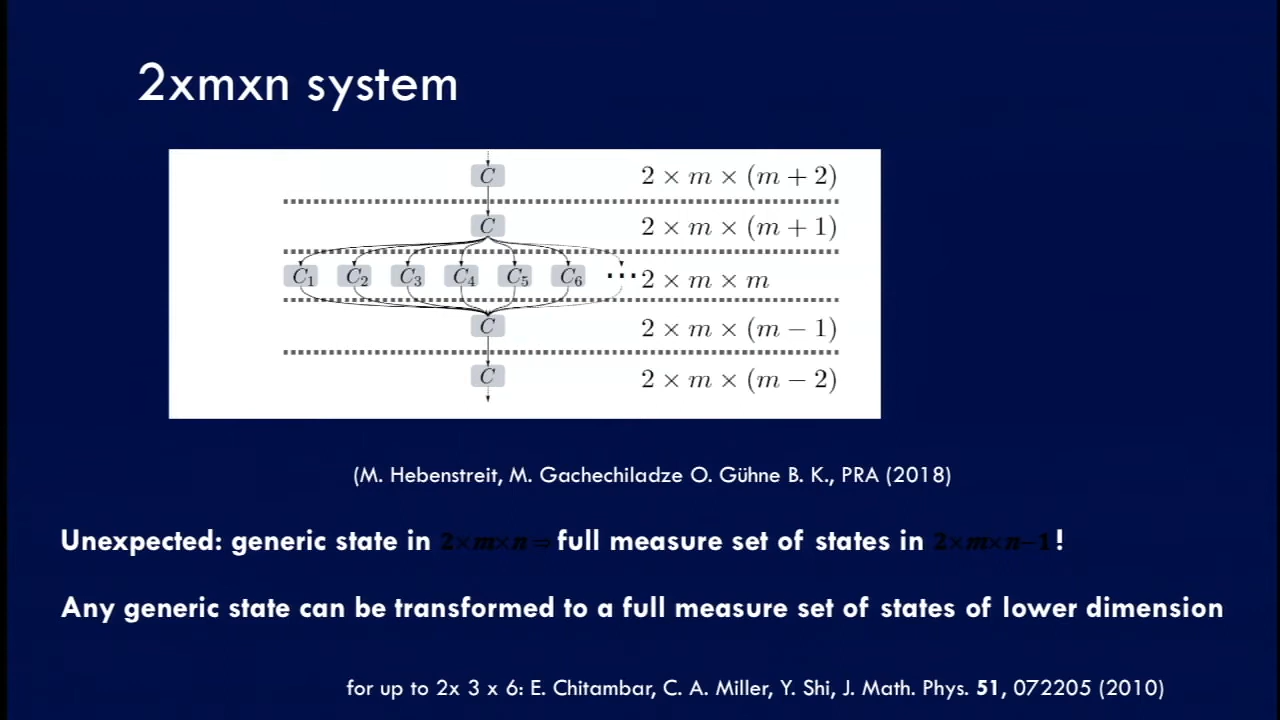 2xmxn system
C 2 × m × (m + 2)
C 2 × m × (m + 1)
C₁ C₂ C₃ C₄ C₅ C₆ ⋯ 2 × m × m
C 2 × m × (m − 1)
C 2 × m × (m − 2)
(M. Hebenstreit, M. Gachechiladze O. Gühne B. K., PRA (2018)
Unexpected: generic state in 2×m×n⇒ full measure set of states in 2×m×n−1 !
Any generic state can be transformed to a full measure set of states of lower dimension
for up to 2x 3 x 6: E. Chitambar, C. A. Miller, Y. Shi, J. Math. Phys. 51, 072205 (2010)